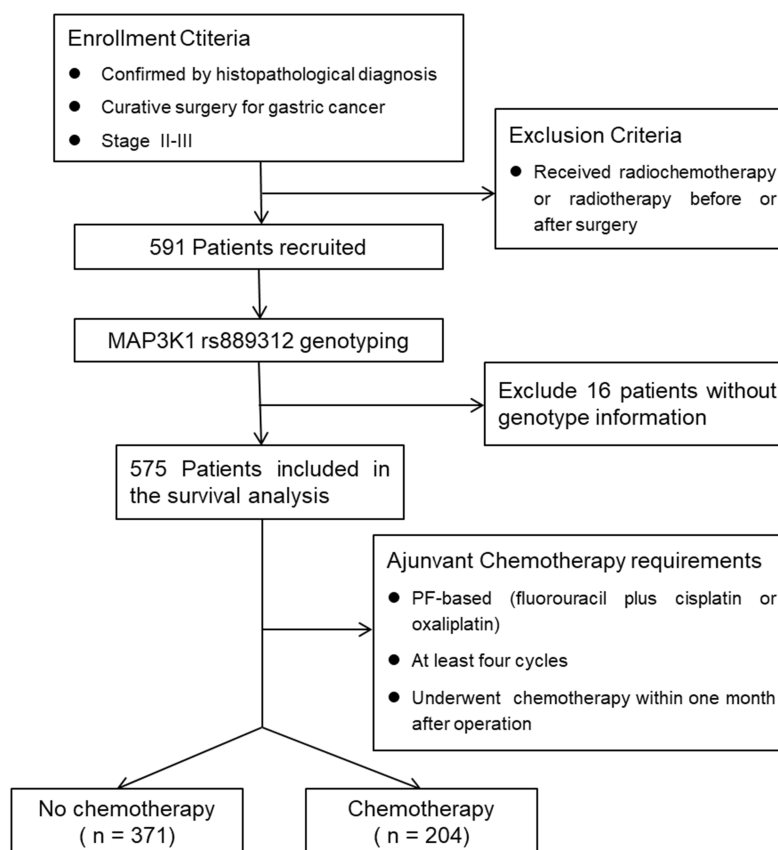 Enrollment Ctiteria
● Confirmed by histopathological diagnosis
● Curative surgery for gastric cancer
● Stage II-III
Exclusion Criteria
● Received radiochemotherapy
or radiotherapy before or
after surgery
591 Patients recruited
MAP3K1 rs889312 genotyping
Exclude 16 patients without
genotype information
575 Patients included in
the survival analysis
Ajunvant Chemotherapy requirements
● PF-based (fluorouracil plus cisplatin or
oxaliplatin)
● At least four cycles
● Underwent chemotherapy within one month
after operation
No chemotherapy
( n = 371)
Chemotherapy
( n = 204)